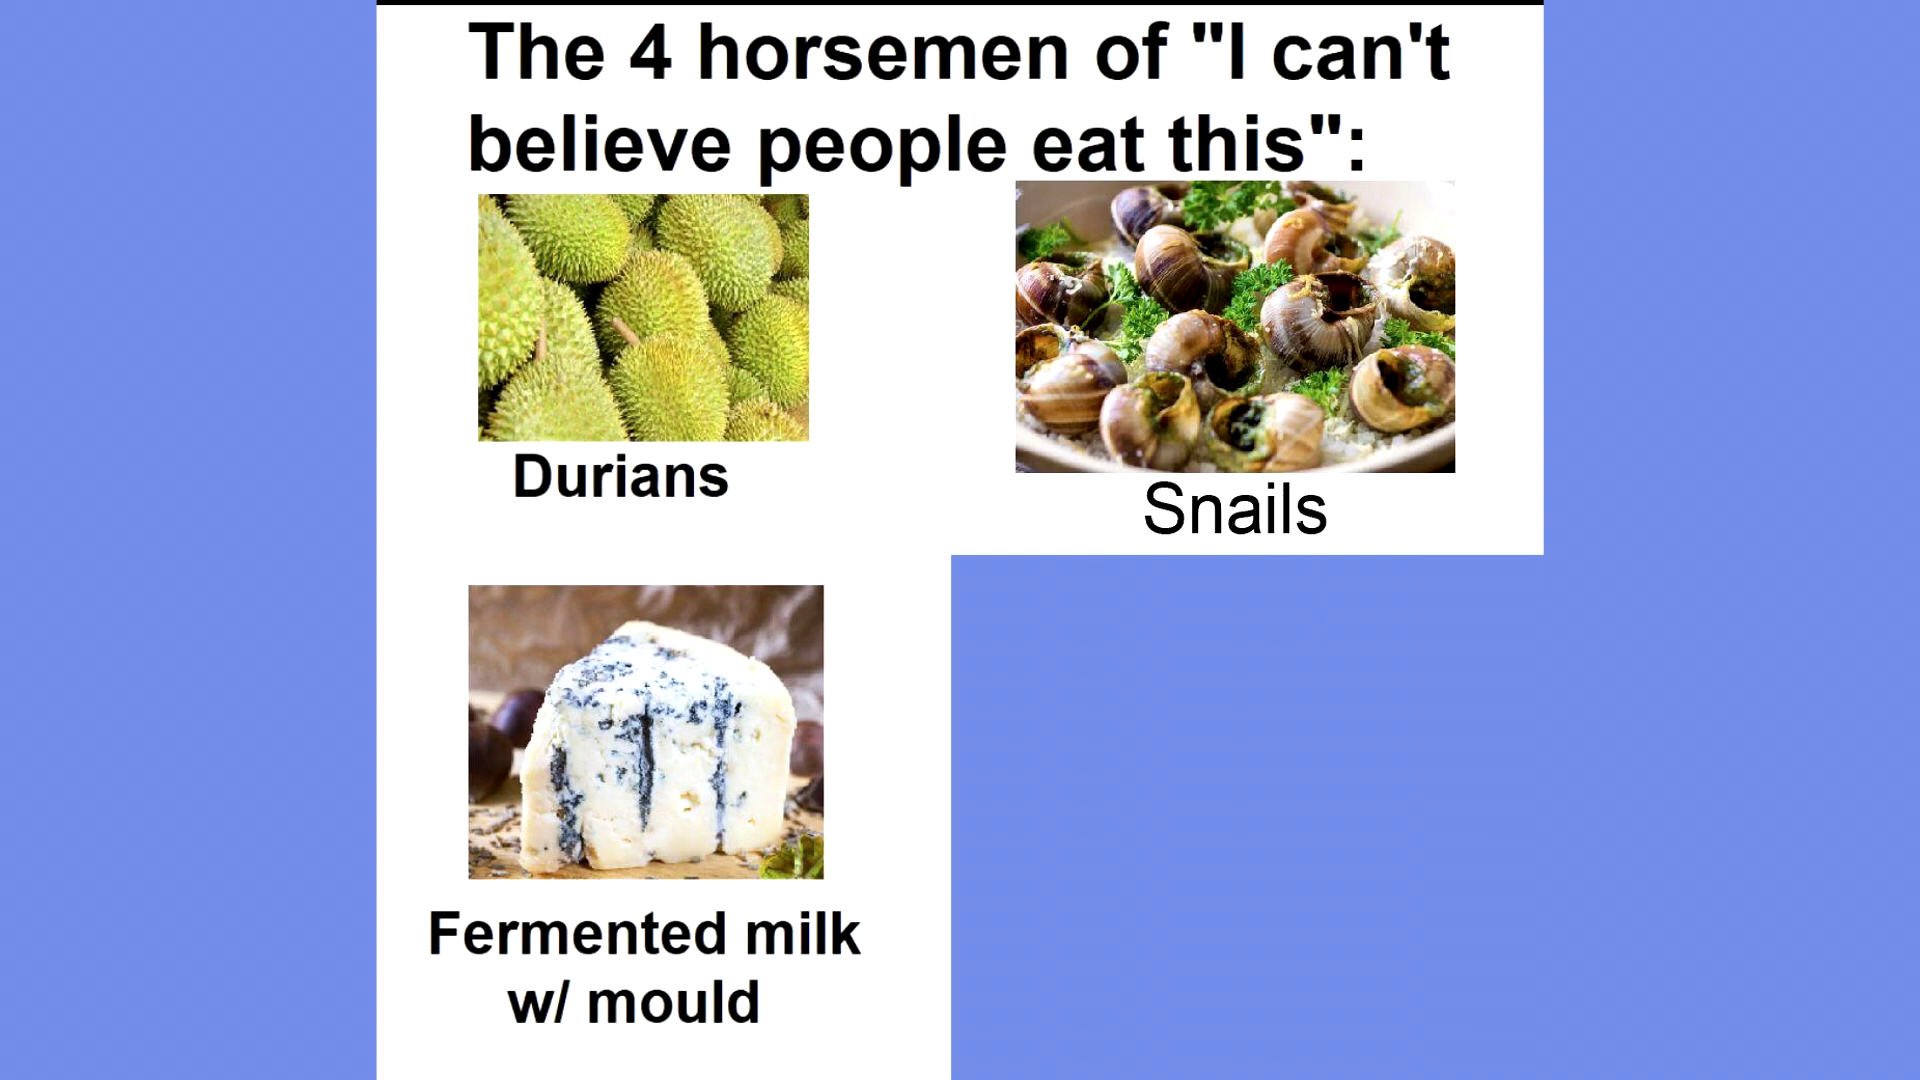 The 4 horsemen of "I can't
believe people eat this":
Durians
Snails
Fermented milk
w/ mould